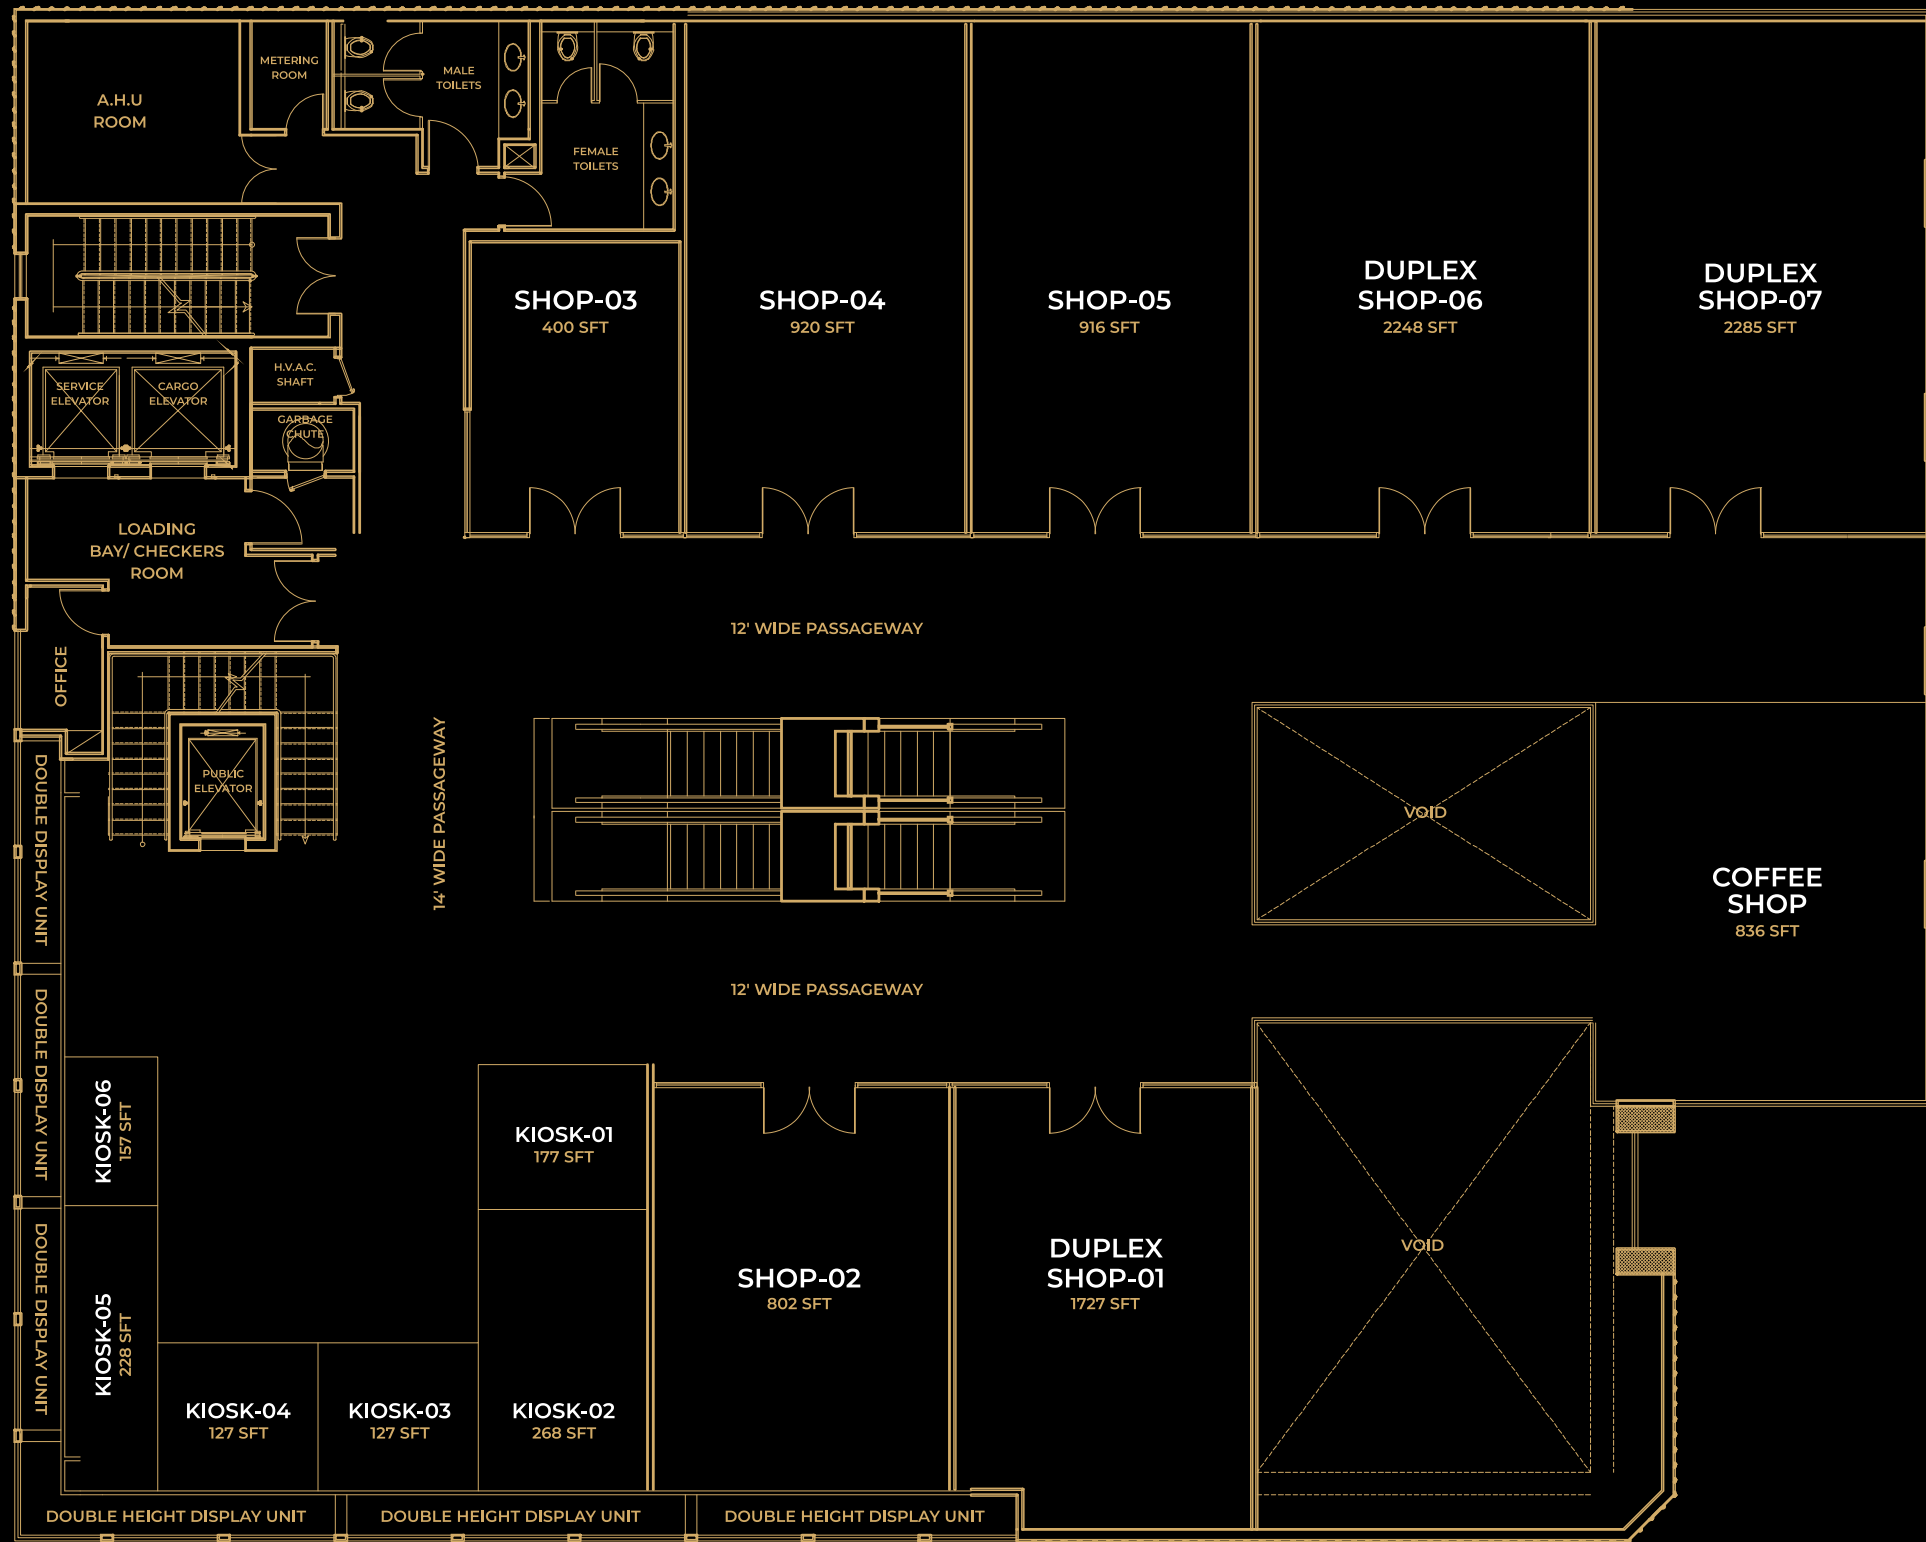 A.H.U
ROOM
METERING
ROOM
MALE
TOILETS
FEMALE
TOILETS
SHOP-03
400 SFT
SHOP-04
920 SFT
SHOP-05
916 SFT
DUPLEX
SHOP-06
2248 SFT
DUPLEX
SHOP-07
2285 SFT
SERVICE
ELEVATOR
CARGO
ELEVATOR
H.V.A.C.
SHAFT
GARBAGE
CHUTE
LOADING
BAY/ CHECKERS
ROOM
OFFICE
12' WIDE PASSAGEWAY
PUBLIC
ELEVATOR
14' WIDE PASSAGEWAY
VOID
COFFEE
SHOP
836 SFT
12' WIDE PASSAGEWAY
DOUBLE DISPLAY UNIT
DOUBLE DISPLAY UNIT
DOUBLE DISPLAY UNIT
KIOSK-06
157 SFT
KIOSK-05
228 SFT
KIOSK-01
177 SFT
KIOSK-04
127 SFT
KIOSK-03
127 SFT
KIOSK-02
268 SFT
SHOP-02
802 SFT
DUPLEX
SHOP-01
1727 SFT
VOID
DOUBLE HEIGHT DISPLAY UNIT
DOUBLE HEIGHT DISPLAY UNIT
DOUBLE HEIGHT DISPLAY UNIT